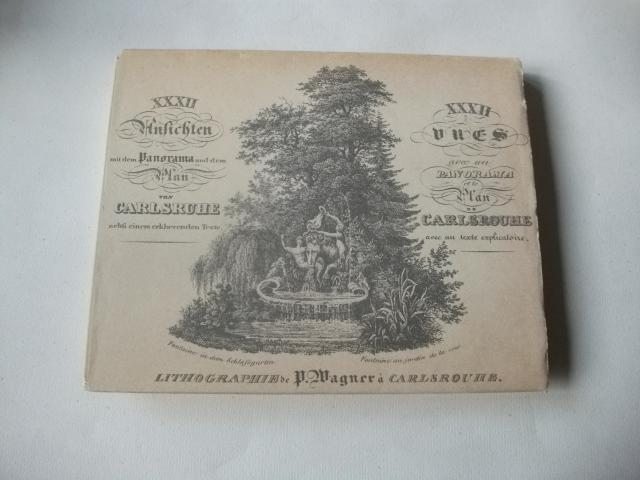 XXXII
Ansichten
mit dem Panorama und dem
Plan
von
CARLSRUHE
nebst einem erklærenden Texte.
XXXII
VUES
avec un
PANORAMA
et le
Plan
DE
CARLSROUHE
avec un texte explicatoire.
Fontaine in dem Schloßgarten.
Fontaine au jardin de la cour
LITHOGRAPHIE de P. Wagner à CARLSROUHE.